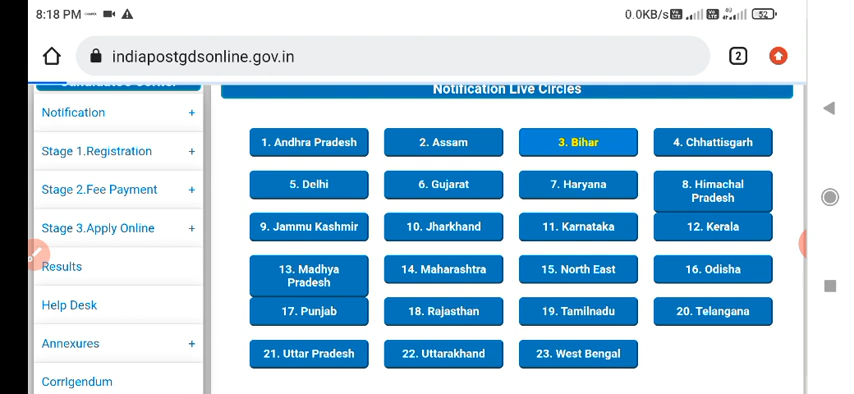 8:18 PM
0.0KB/s
4G
52
indiapostgdsonline.gov.in
2
Candidates Corner
Notification Live Circles
Notification +
Stage 1.Registration +
Stage 2.Fee Payment +
Stage 3.Apply Online +
Results
Help Desk
Annexures +
Corrigendum
1. Andhra Pradesh
2. Assam
3. Bihar
4. Chhattisgarh
5. Delhi
6. Gujarat
7. Haryana
8. Himachal
Pradesh
9. Jammu Kashmir
10. Jharkhand
11. Karnataka
12. Kerala
13. Madhya
Pradesh
14. Maharashtra
15. North East
16. Odisha
17. Punjab
18. Rajasthan
19. Tamilnadu
20. Telangana
21. Uttar Pradesh
22. Uttarakhand
23. West Bengal